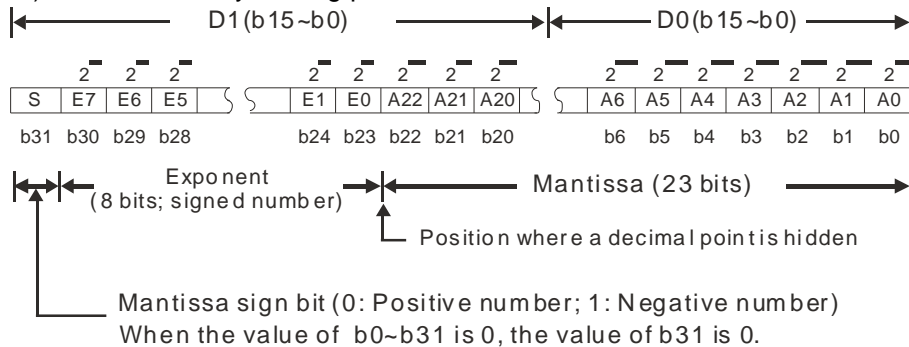 D1(b15~b0) D0(b15~b0)
2 2 2 2 2 2 2 2 2 2 2 2 2 2 2 2
S E7 E6 E5 E1 E0 A22 A21 A20 A6 A5 A4 A3 A2 A1 A0
b31 b30 b29 b28 b24 b23 b22 b21 b20 b6 b5 b4 b3 b2 b1 b0
Exponent Mantissa (23 bits)
(8 bits; signed number)
Position where a decimal point is hidden
Mantissa sign bit (0: Positive number; 1: Negative number)
When the value of b0~b31 is 0, the value of b31 is 0.